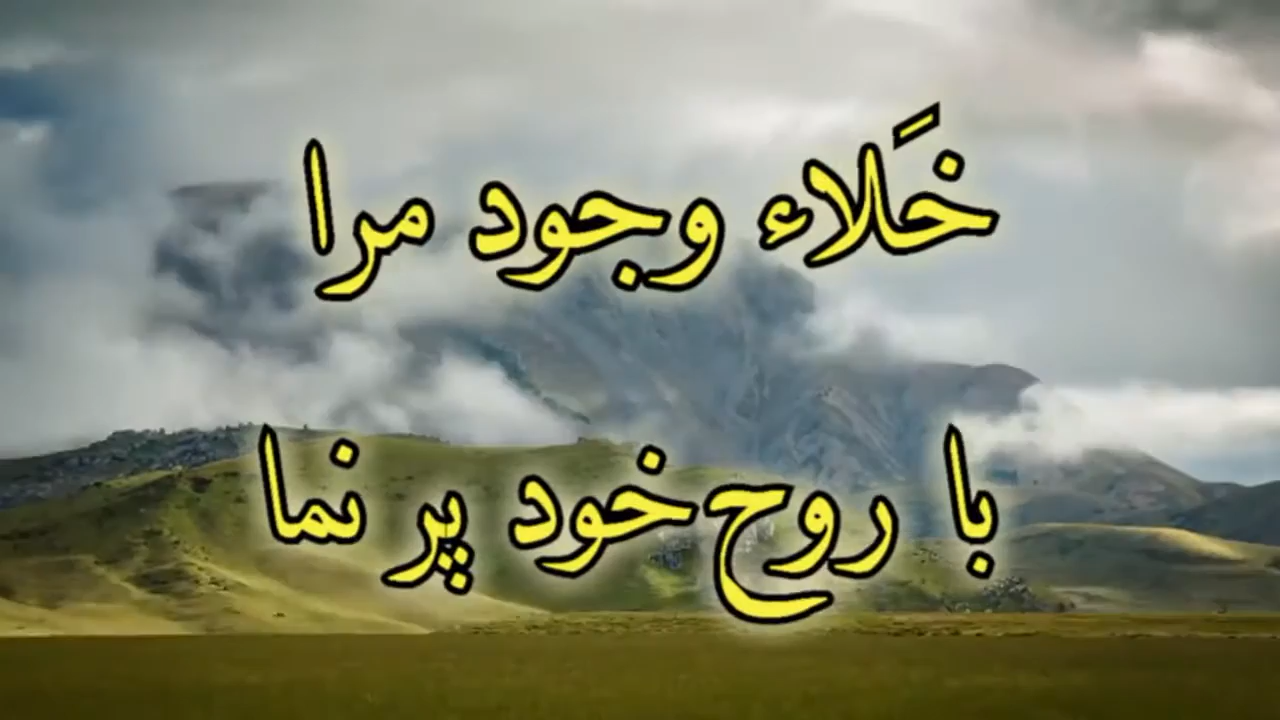 خَلاء وجود مرا
با روح خود پر نما